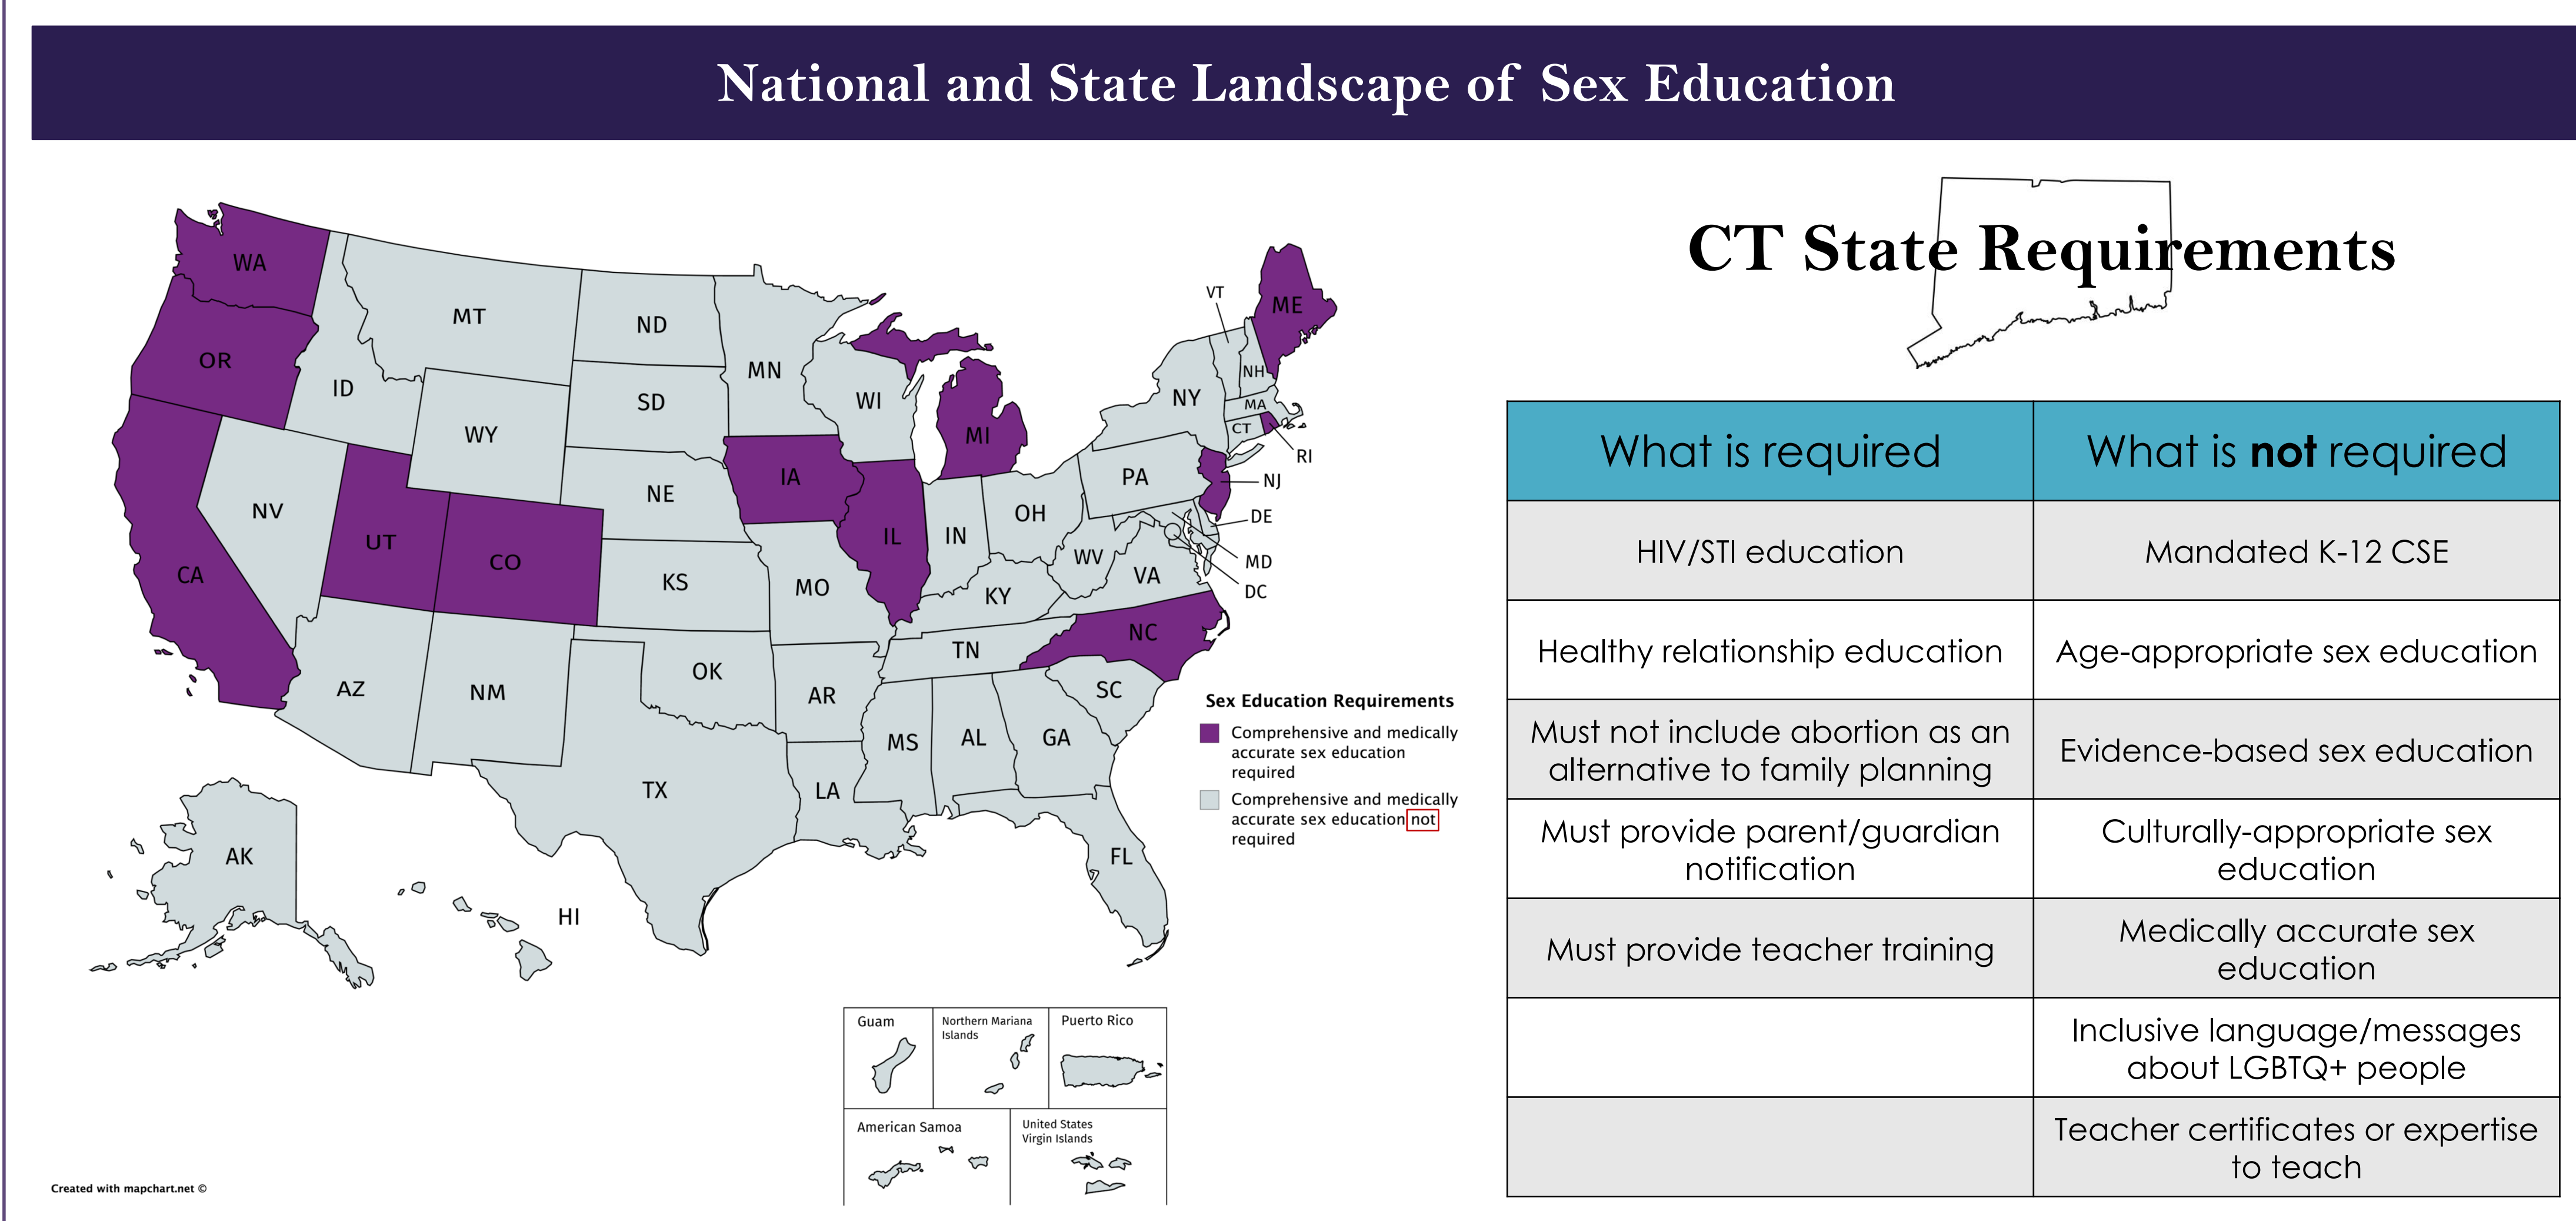 National and State Landscape of Sex Education
WA
OR
CA
ID
NV
MT
WY
UT
CO
AZ
NM
ND
SD
NE
KS
OK
TX
MN
IA
MO
AR
LA
WI
IL
MI
IN
OH
KY
TN
MS
AL
GA
FL
SC
NC
VA
WV
PA
NY
VT
NH
ME
MA
CT
RI
NJ
DE
MD
DC
AK
HI
Sex Education Requirements
Comprehensive and medically
accurate sex education
required
Comprehensive and medically
accurate sex education not
required
Guam
Northern Mariana
Islands
Puerto Rico
American Samoa
United States
Virgin Islands
Created with mapchart.net ©
CT State Requirements
What is required
What is not required
HIV/STI education
Mandated K-12 CSE
Healthy relationship education
Age-appropriate sex education
Must not include abortion as an
alternative to family planning
Evidence-based sex education
Must provide parent/guardian
notification
Culturally-appropriate sex
education
Must provide teacher training
Medically accurate sex
education
Inclusive language/messages
about LGBTQ+ people
Teacher certificates or expertise
to teach